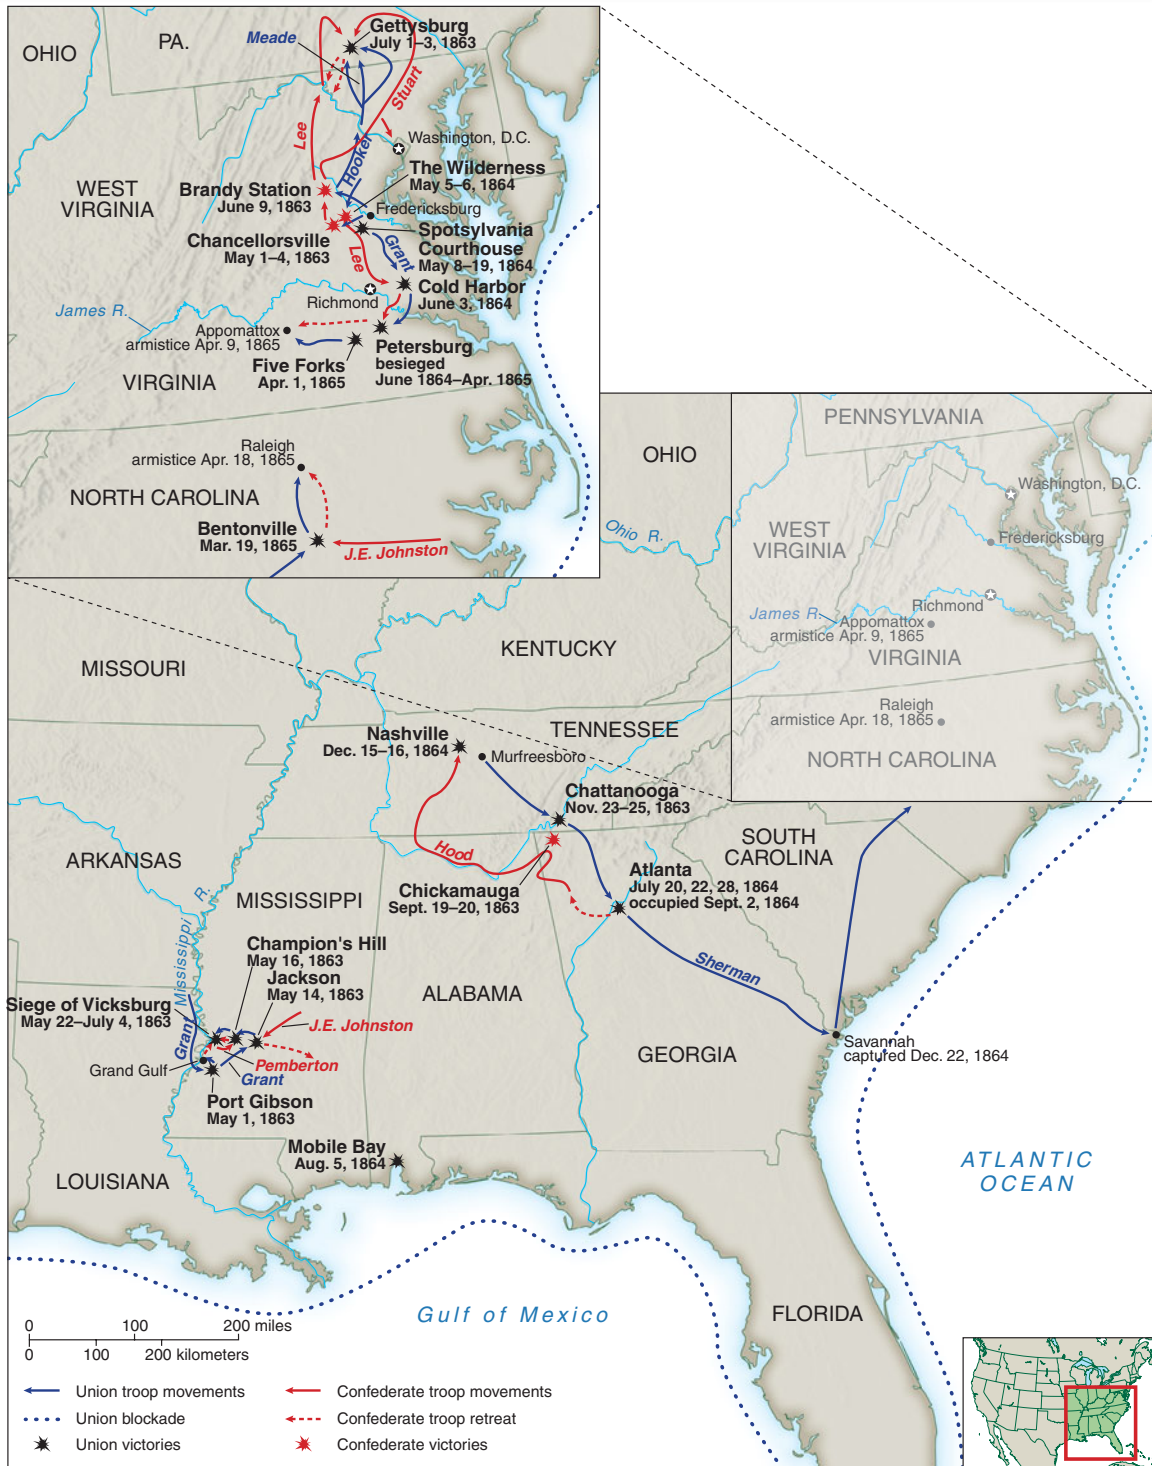 OHIO
PA.
Meade
Gettysburg
July 1–3, 1863
Stuart
Lee
Hooker
Washington, D.C.
The Wilderness
May 5–6, 1864
WEST
VIRGINIA
Brandy Station
June 9, 1863
Fredericksburg
Chancellorsville
May 1–4, 1863
Spotsylvania
Courthouse
May 8–19, 1864
Grant
Lee
Cold Harbor
June 3, 1864
Richmond
James R.
Appomattox
armistice Apr. 9, 1865
Five Forks
Apr. 1, 1865
Petersburg
besieged
June 1864–Apr. 1865
VIRGINIA
Raleigh
armistice Apr. 18, 1865
NORTH CAROLINA
Bentonville
Mar. 19, 1865
J.E. Johnston
OHIO
Ohio R.
PENNSYLVANIA
Washington, D.C.
WEST
VIRGINIA
Fredericksburg
Richmond
James R.
Appomattox
armistice Apr. 9, 1865
VIRGINIA
Raleigh
armistice Apr. 18, 1865
NORTH CAROLINA
MISSOURI
KENTUCKY
TENNESSEE
Nashville
Dec. 15–16, 1864
Murfreesboro
Chattanooga
Nov. 23–25, 1863
Hood
Chickamauga
Sept. 19–20, 1863
SOUTH
CAROLINA
Atlanta
July 20, 22, 28, 1864
occupied Sept. 2, 1864
ARKANSAS
Mississippi R.
MISSISSIPPI
Champion's Hill
May 16, 1863
Jackson
May 14, 1863
Siege of Vicksburg
May 22–July 4, 1863
J.E. Johnston
Grant
Grand Gulf
Pemberton
Grant
Port Gibson
May 1, 1863
ALABAMA
Sherman
GEORGIA
Savannah
captured Dec. 22, 1864
Mobile Bay
Aug. 5, 1864
LOUISIANA
ATLANTIC
OCEAN
Gulf of Mexico
FLORIDA
0 100 200 miles
0 100 200 kilometers
Union troop movements
Union blockade
Union victories
Confederate troop movements
Confederate troop retreat
Confederate victories